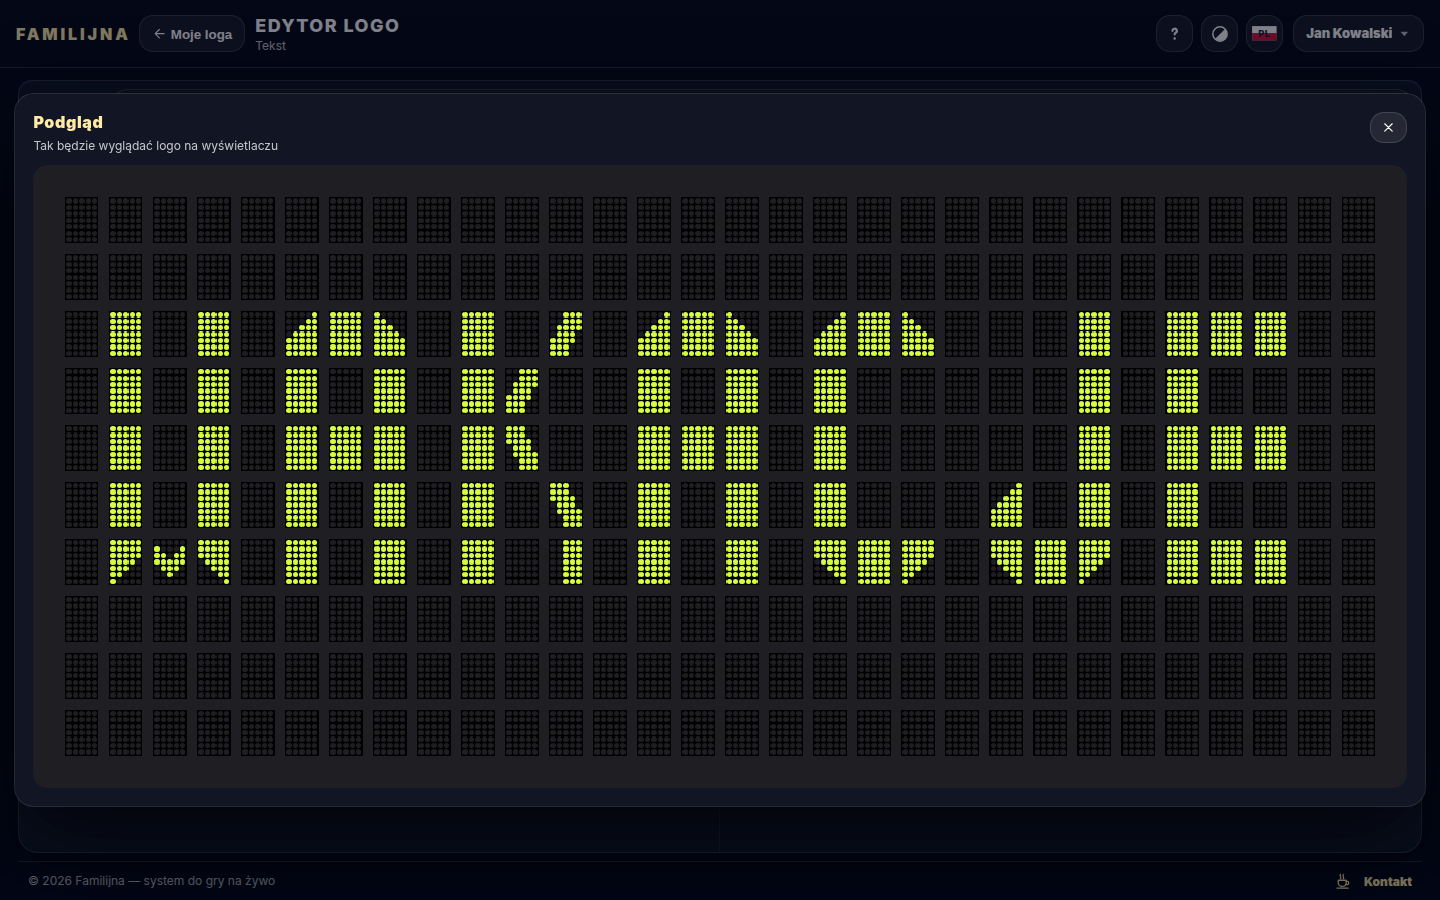 FAMILIJNA
← Moje loga
EDYTOR LOGO
Tekst
?
PL
Jan Kowalski
Podgląd
Tak będzie wyglądać logo na wyświetlaczu
WAKACJE
© 2026 Familijna — system do gry na żywo
Kontakt